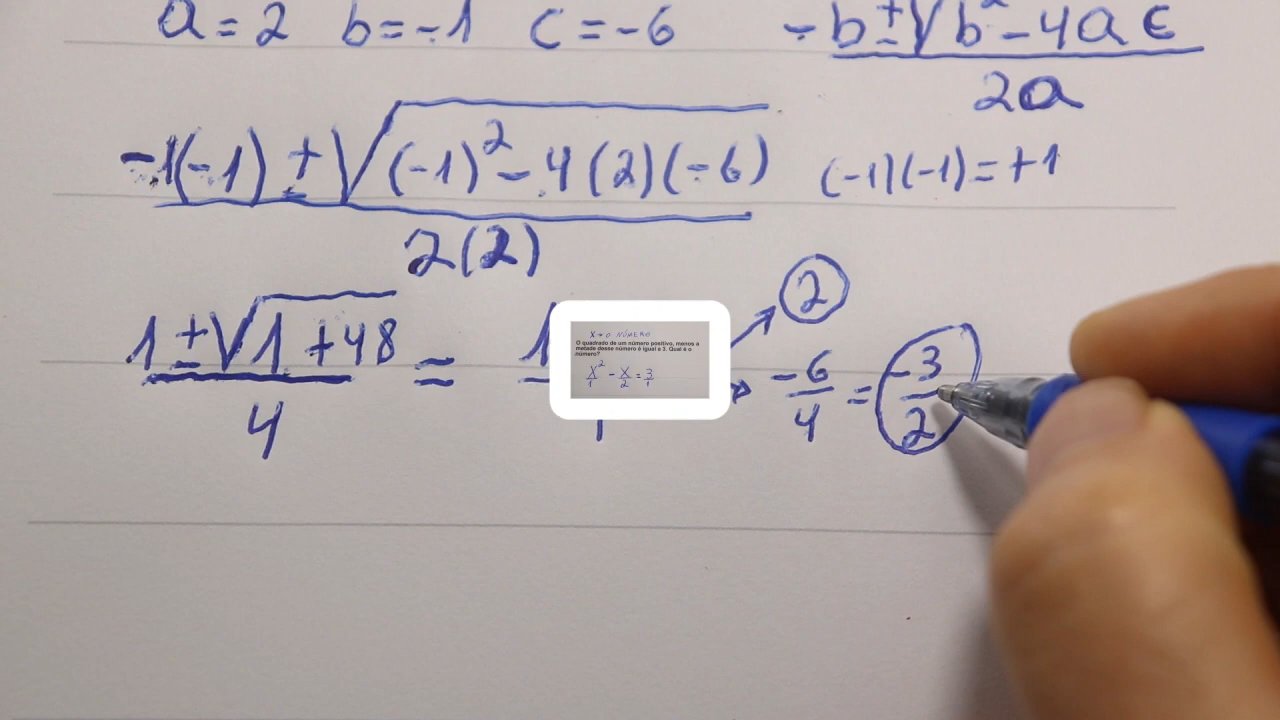 a = 2 b = -1 c = -6 -b ± √b² - 4ac
2a
-1(-1) ± √(-1)² - 4(2)(-6) (-1)(-1) = +1
2(2)
2
1 ± √1 + 48 = 1 -6 = -3
4 4 2
X → O NÚMERO
O quadrado de um número positivo, menos a
metade desse número é igual a 3. Qual é o
número?
X² - X = 3
1 2 1